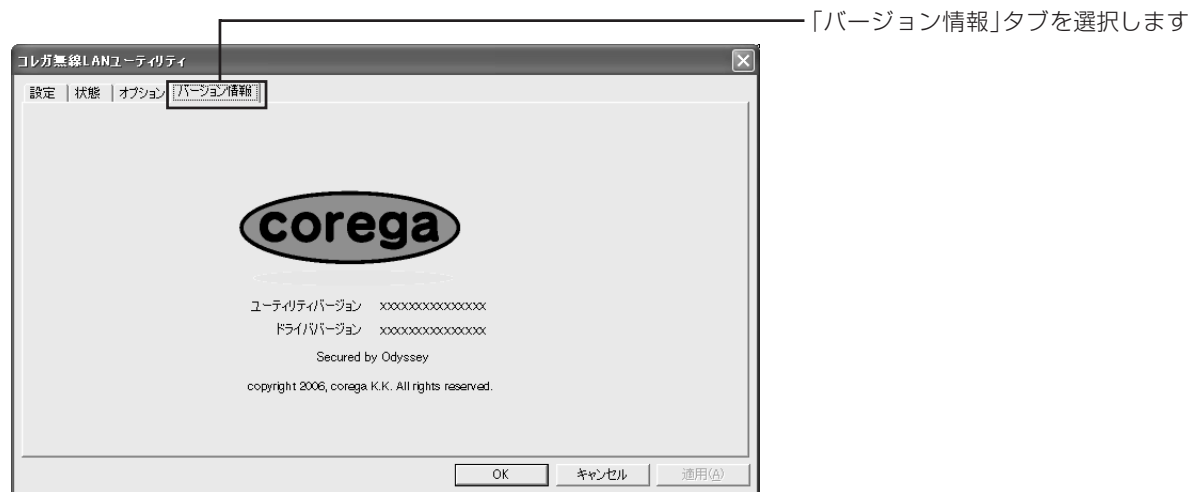 「バージョン情報」タブを選択します
コレガ無線LANユーティリティ
設定 状態 オプション バージョン情報
corega
ユーティリティバージョン xxxxxxxxxxxxxxx
ドライババージョン xxxxxxxxxxxxxxx
Secured by Odyssey
copyright 2006, corega K.K. All rights reserved.
OK キャンセル 適用(A)